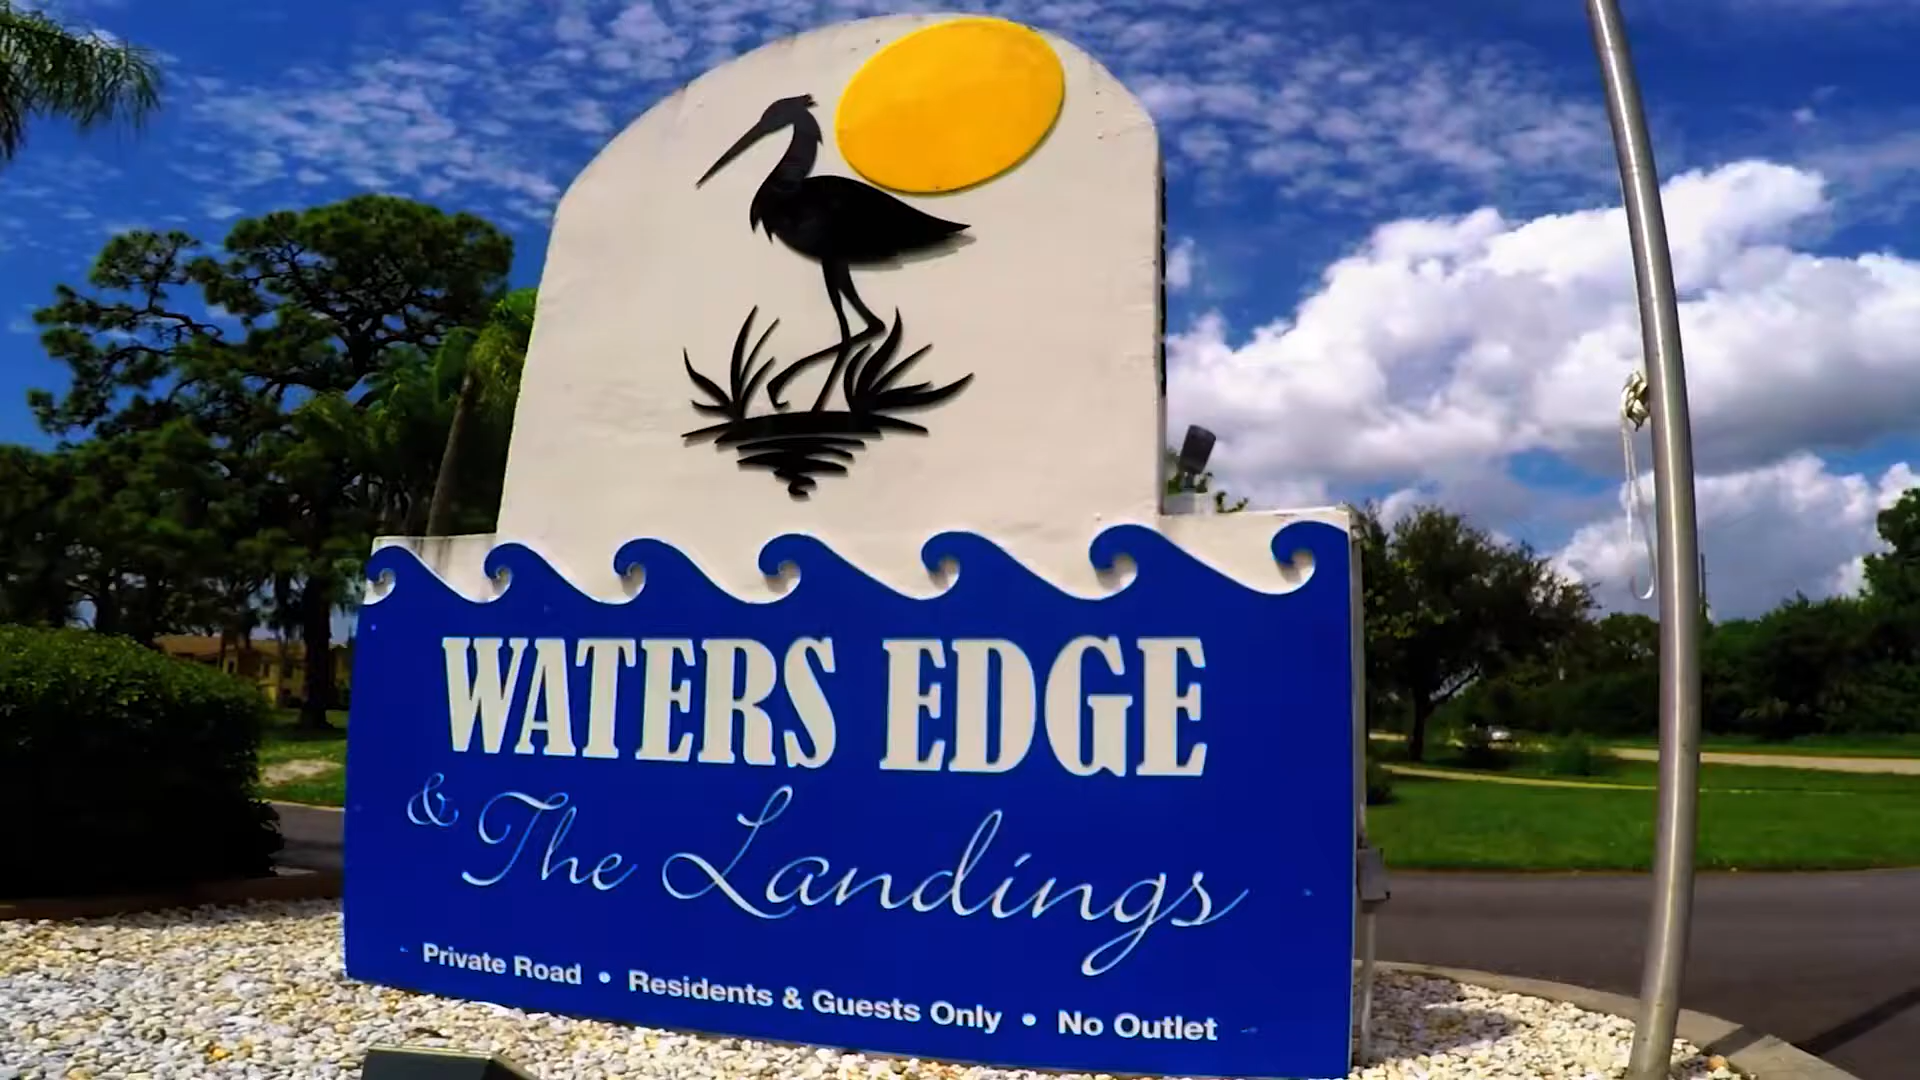 WATERS EDGE
& The Landings
Private Road • Residents & Guests Only • No Outlet